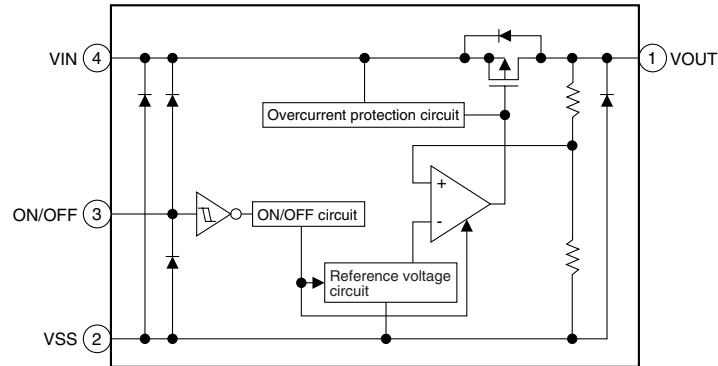 VIN 4
1 VOUT
Overcurrent protection circuit
+
-
ON/OFF 3
ON/OFF circuit
Reference voltage
circuit
VSS 2